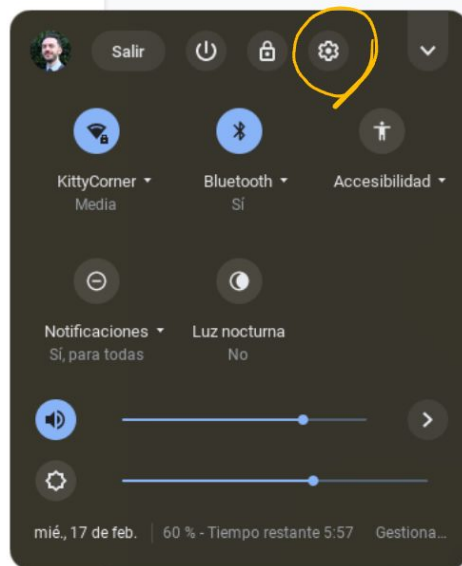 Salir
KittyCorner Bluetooth Accesibilidad
Media Sí
Notificaciones Luz nocturna
Sí, para todas No
mié., 17 de feb. 60 % - Tiempo restante 5:57 Gestiona...